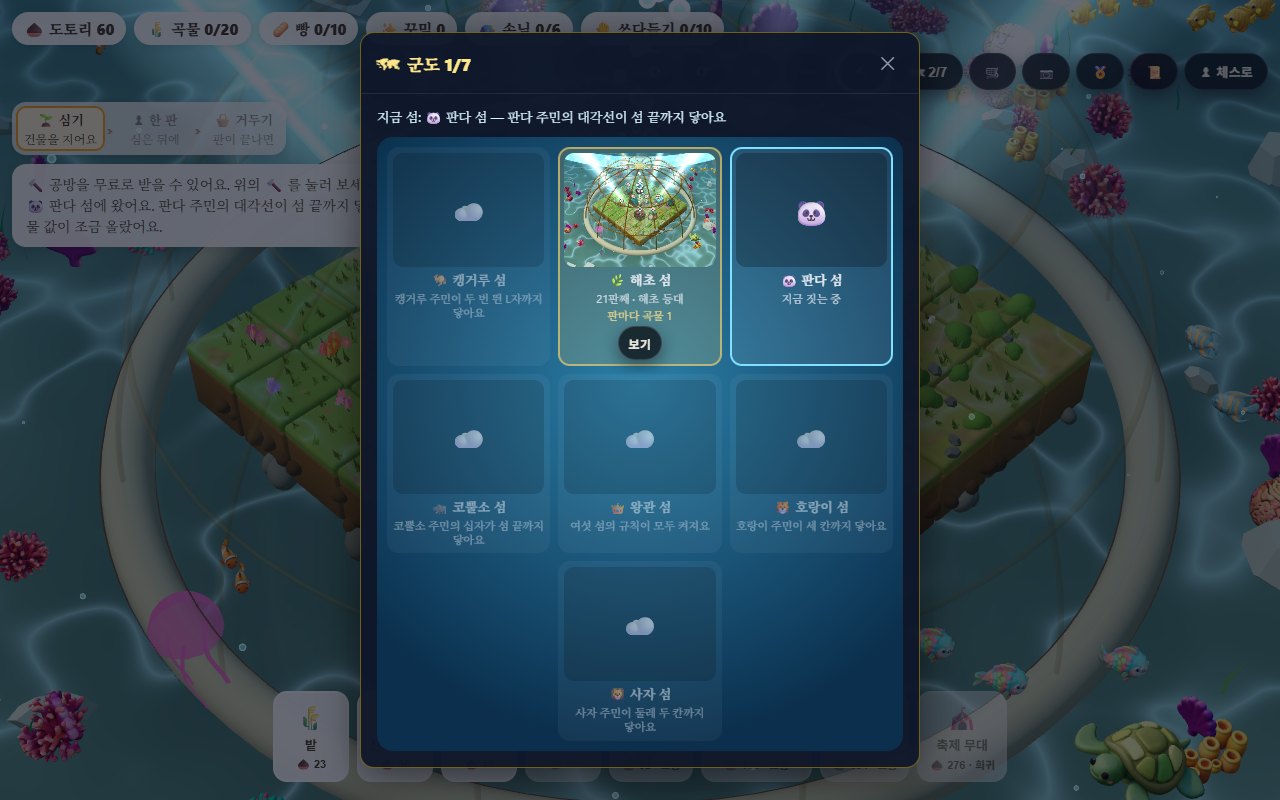 도토리 60
곡물 0/20
빵 0/10
꾸밈 0
손님 0/6
쓰다듬기 0/10
군도 1/7
2/7
체스로
심기
건물을 지어요
한 판
심은 뒤에
거두기
판이 끝나면
지금 섬: 판다 섬 — 판다 주민의 대각선이 섬 끝까지 닿아요
공방을 무료로 받을 수 있어요. 위의 를 눌러 보세
판다 섬에 왔어요. 판다 주민의 대각선이 섬 끝까지
물 값이 조금 올랐어요.
캥거루 섬
캥거루 주민이 두 번 뛴 L자까지
닿아요
해초 섬
21판째 · 해초 등대
판마다 곡물 1
보기
판다 섬
지금 짓는 중
코뿔소 섬
코뿔소 주민의 십자가 섬 끝까지
닿아요
왕관 섬
여섯 섬의 규칙이 모두 켜져요
호랑이 섬
호랑이 주민이 세 칸까지 닿아요
사자 섬
사자 주민이 둘레 두 칸까지
닿아요
밭
23
축제 무대
276 · 희귀